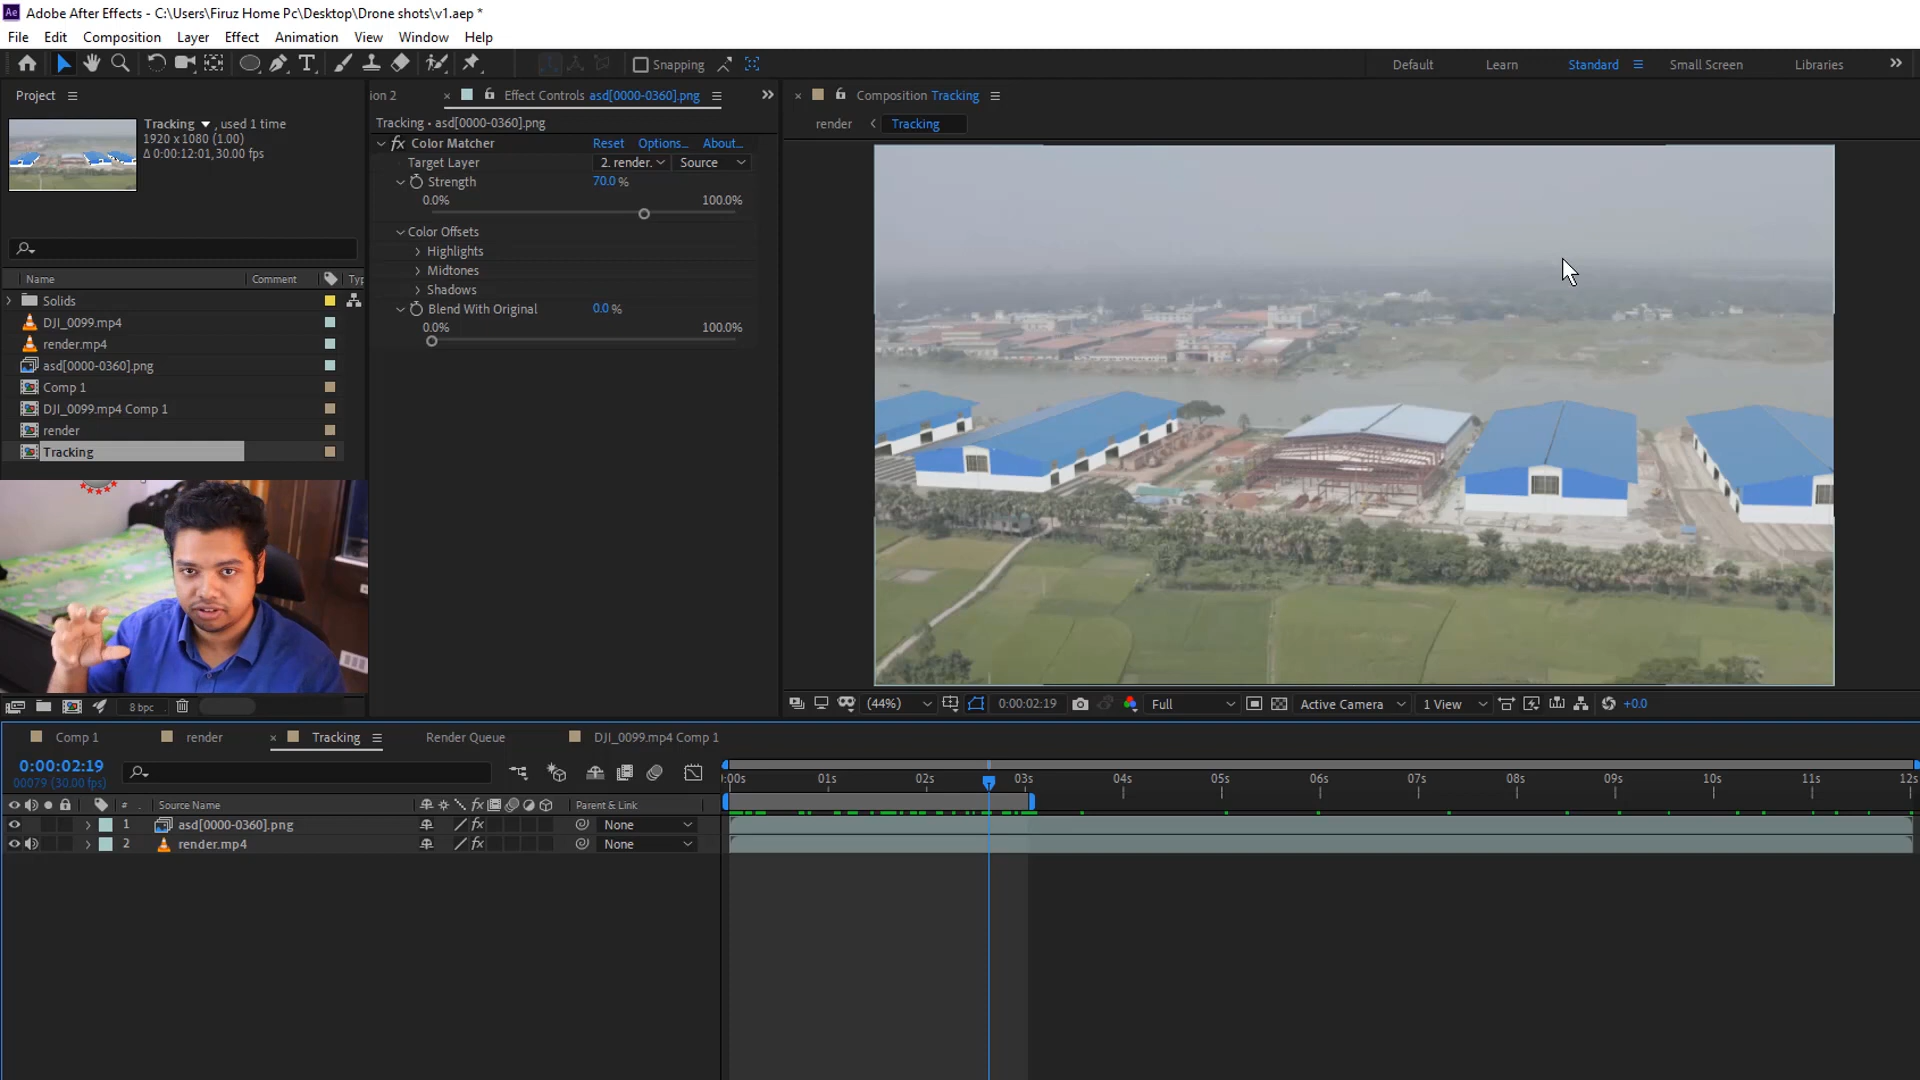 Adobe After Effects - C:\Users\Firuz Home Pc\Desktop\Drone shots\v1.aep *
File Edit Composition Layer Effect Animation View Window Help
Snapping
Default Learn Standard Small Screen Libraries
Project
ion 2
Effect Controls asd[0000-0360].png
Composition Tracking
Tracking , used 1 time
1920 x 1080 (1.00)
Δ 0:00:12:01, 30.00 fps
Tracking • asd[0000-0360].png
render Tracking
Color Matcher Reset Options... About...
Target Layer 2. render. Source
Strength 70.0 %
0.0% 100.0%
Color Offsets
Highlights
Midtones
Shadows
Blend With Original 0.0 %
0.0% 100.0%
Name Comment Typ
Solids
DJI_0099.mp4
render.mp4
asd[0000-0360].png
Comp 1
DJI_0099.mp4 Comp 1
render
Tracking
8 bpc
(44%) 0:00:02:19 Full Active Camera 1 View +0.0
Comp 1 render Tracking Render Queue DJI_0099.mp4 Comp 1
0:00:02:19
00079 (30.00 fps)
:00s 01s 02s 03s 04s 05s 06s 07s 08s 09s 10s 11s 12s
# Source Name Parent & Link
1 asd[0000-0360].png None
2 render.mp4 None